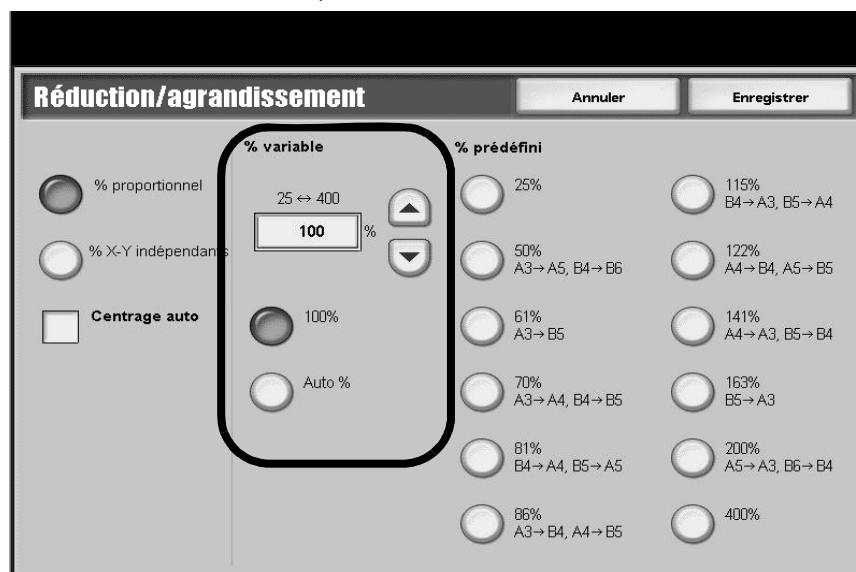 Réduction/agrandissement
Annuler
Enregistrer
% proportionnel
% X-Y indépendants
Centrage auto
% variable
25 ↔ 400
100 %
100%
Auto %
% prédéfini
25%
50%
A3→A5, B4→B6
61%
A3→B5
70%
A3→A4, B4→B5
81%
B4→A4, B5→A5
86%
A3→B4, A4→B5
115%
B4→A3, B5→A4
122%
A4→B4, A5→B5
141%
A4→A3, B5→B4
163%
B5→A3
200%
A5→A3, B6→B4
400%